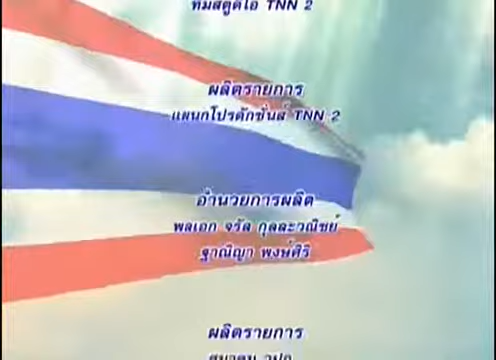 ทีมสตูดิโอ TNN 2
ผลิตรายการ
แผนกโปรดักชั่นส์ TNN 2
อำนวยการผลิต
พลเอก จรัล กุลละวณิชย์
ฐาณิญา พงษ์ศิริ
ผลิตรายการ